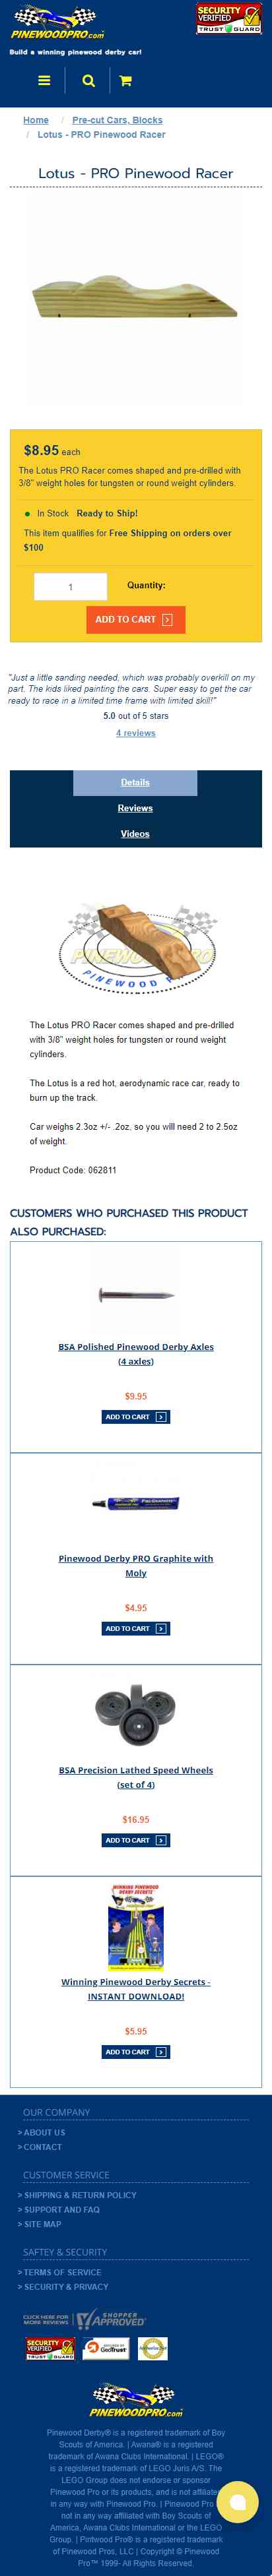 PINEWOODPRO.com
SECURITY
VERIFIED
TRUST GUARD
Build a winning pinewood derby car!
Home / Pre-cut Cars, Blocks
/ Lotus - PRO Pinewood Racer
Lotus - PRO Pinewood Racer
$8.95 each
The Lotus PRO Racer comes shaped and pre-drilled with
3/8" weight holes for tungsten or round weight cylinders.
In Stock Ready to Ship!
This item qualifies for Free Shipping on orders over
$100
1
Quantity:
ADD TO CART
"Just a little sanding needed, which was probably overkill on my
part. The kids liked painting the cars. Super easy to get the car
ready to race in a limited time frame with limited skill!"
5.0 out of 5 stars
4 reviews
Details
Reviews
Videos
The Lotus PRO Racer comes shaped and pre-drilled
with 3/8" weight holes for tungsten or round weight
cylinders.
The Lotus is a red hot, aerodynamic race car, ready to
burn up the track.
Car weighs 2.3oz +/- .2oz, so you will need 2 to 2.5oz
of weight.
Product Code: 062811
CUSTOMERS WHO PURCHASED THIS PRODUCT
ALSO PURCHASED:
BSA Polished Pinewood Derby Axles
(4 axles)
$9.95
ADD TO CART
Pinewood Derby PRO Graphite with
Moly
$4.95
ADD TO CART
BSA Precision Lathed Speed Wheels
(set of 4)
$16.95
ADD TO CART
WINNING PINEWOOD
DERBY SECRETS
Winning Pinewood Derby Secrets -
INSTANT DOWNLOAD!
$5.95
ADD TO CART
OUR COMPANY
> ABOUT US
> CONTACT
CUSTOMER SERVICE
> SHIPPING & RETURN POLICY
> SUPPORT AND FAQ
> SITE MAP
SAFTEY & SECURITY
> TERMS OF SERVICE
> SECURITY & PRIVACY
CLICK HERE FOR
MORE REVIEWS
SHOPPER
APPROVED
SECURITY
VERIFIED
TRUST GUARD
GeoTrust
PINEWOODPRO.com
Pinewood Derby® is a registered trademark of Boy
Scouts of America. | Awana® is a registered
trademark of Awana Clubs International. | LEGO®
is a registered trademark of LEGO Juris A/S. The
LEGO Group does not endorse or sponsor
Pinewood Pro or its products, and is not affiliated
in any way with Pinewood Pro. | Pinewood Pro is
not in any way affiliated with Boy Scouts of
America, Awana Clubs International or the LEGO
Group. | Pintwood Pro® is a registered trademark
of Pinewood Pros, LLC | Copyright © Pinewood
Pro™ 1999- All Rights Reserved.